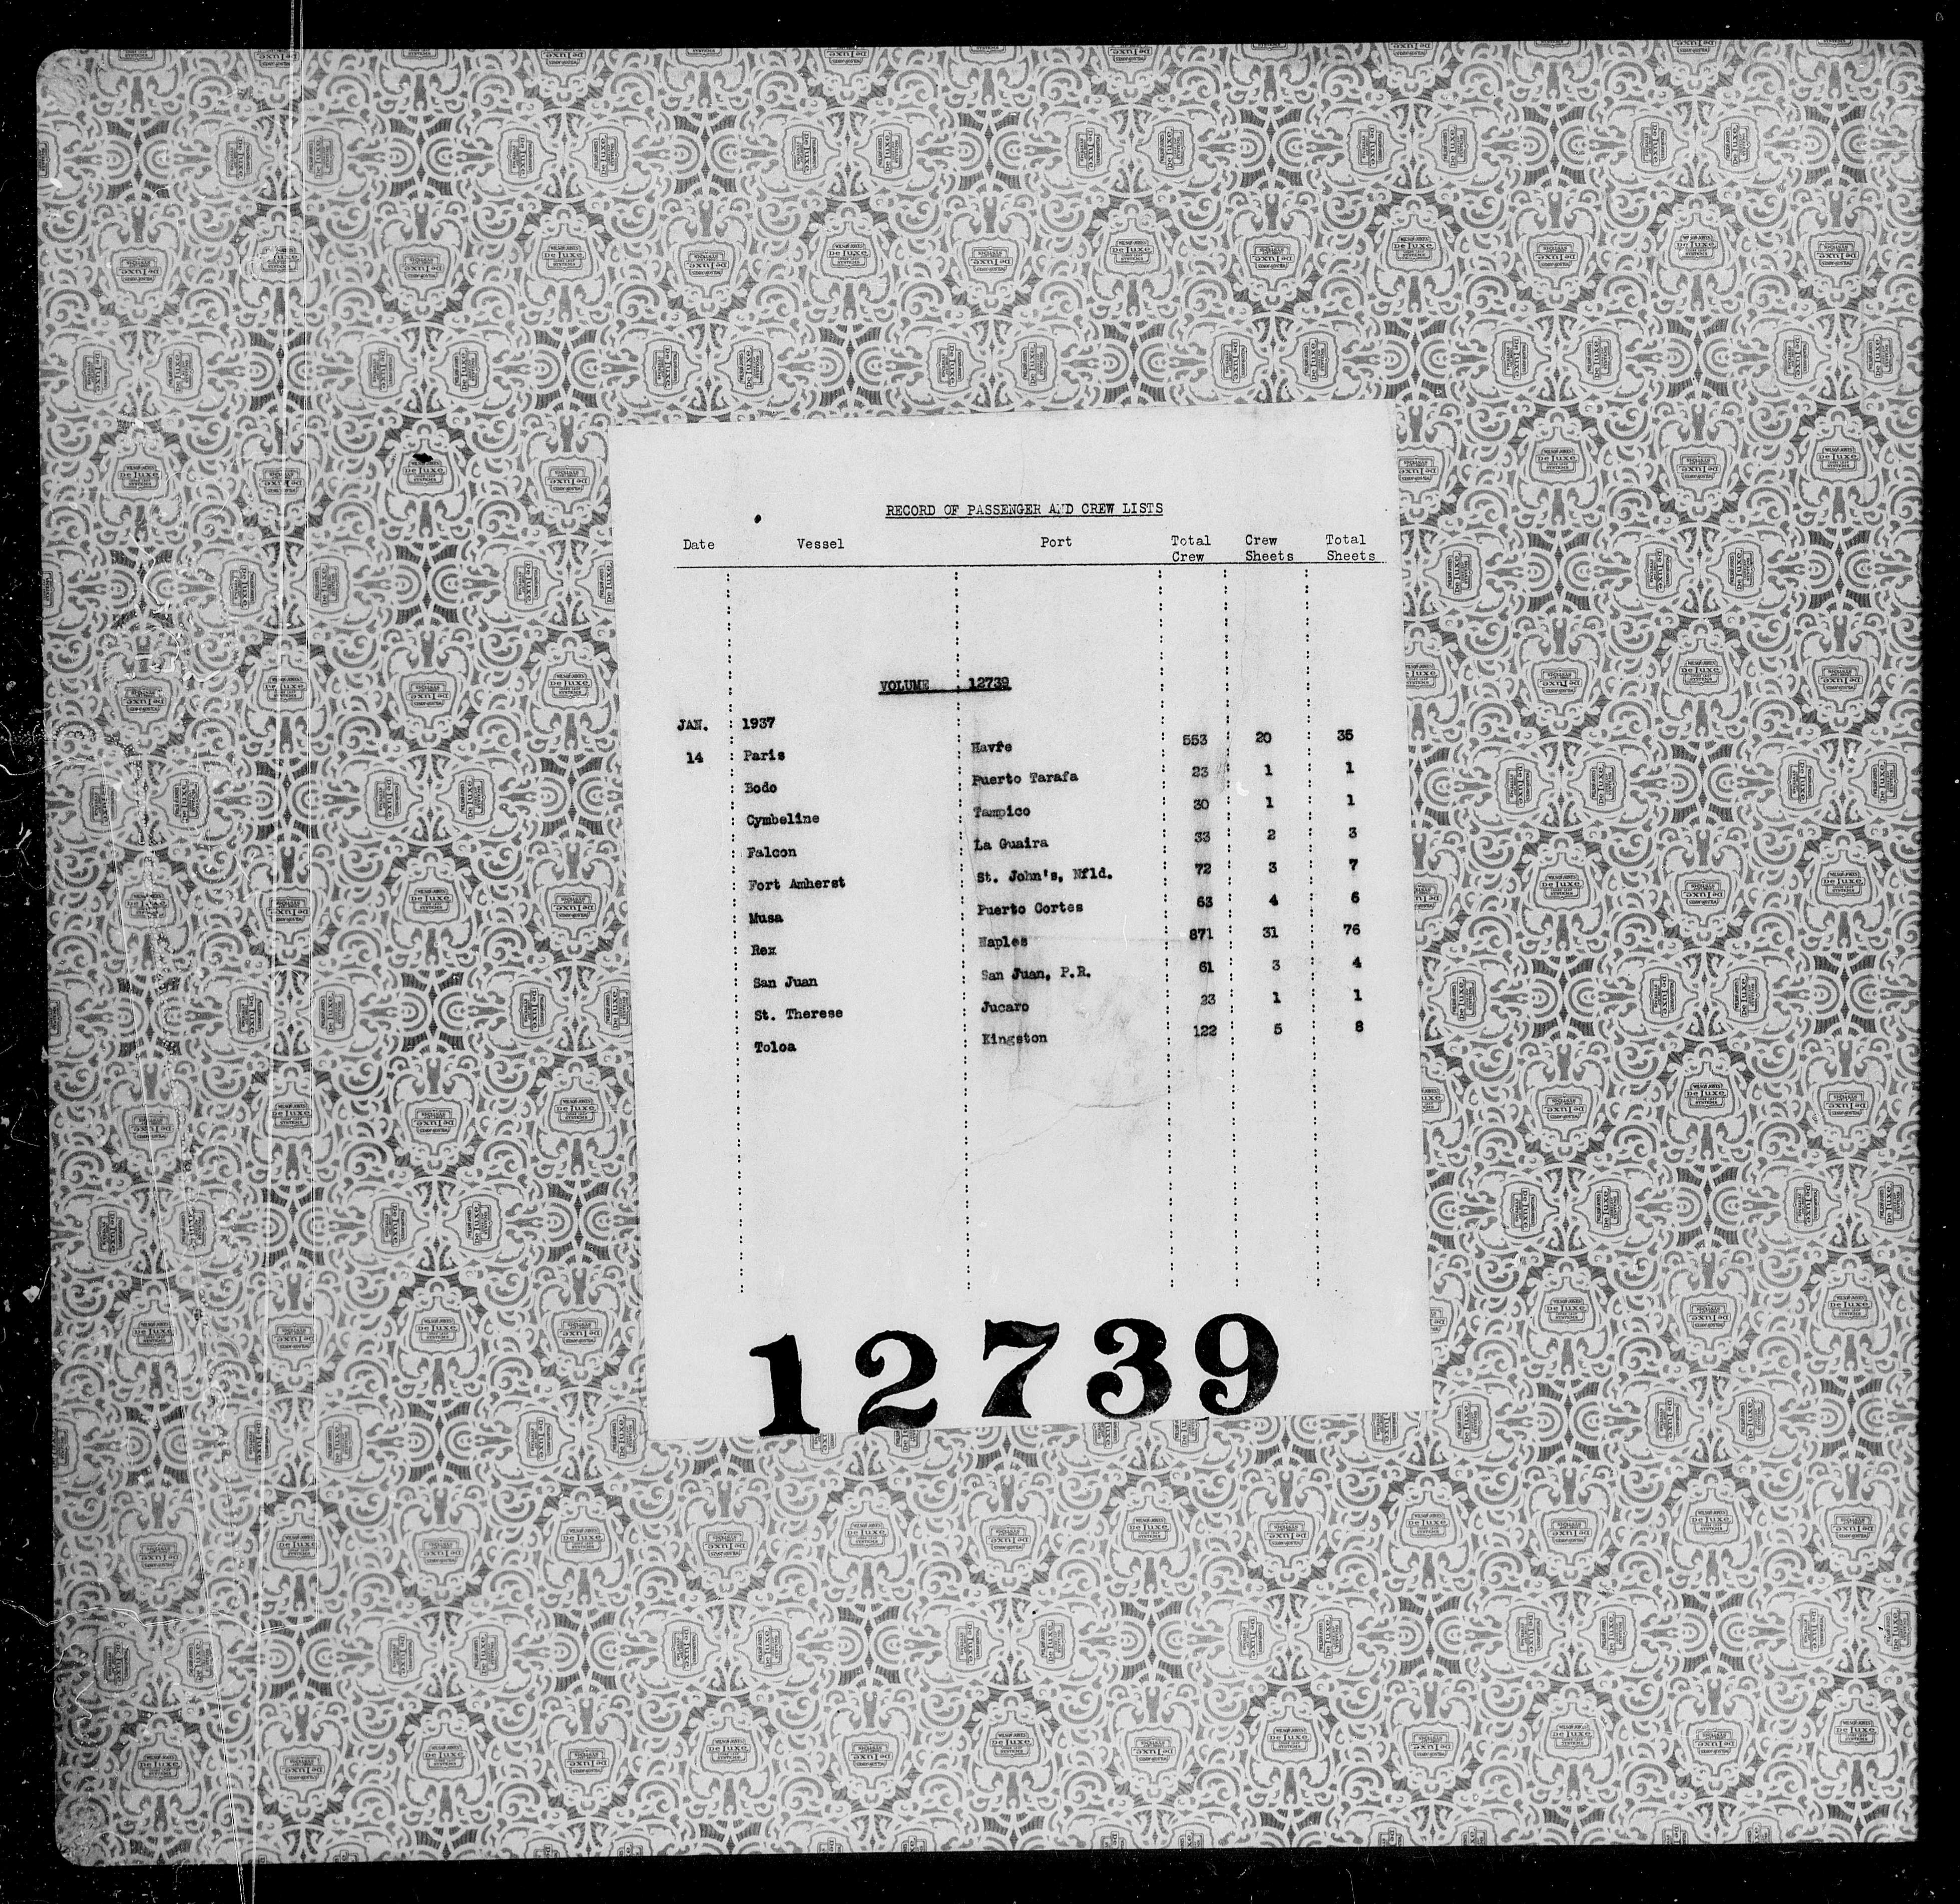 RECORD OF PASSENGER AND CREW LISTS
Date Vessel Port Total Crew Crew Sheets Total Sheets
VOLUME 12739
JAN. 1937
14 Paris Havre 553 20 35
Bodo Puerto Tarafa 23 1 1
Cymbeline Tampico 30 1 1
Falcon La Guaira 33 2 3
Fort Amherst St. John's, Nfld. 72 3 7
Musa Puerto Cortes 63 4 6
Rex Naples 871 31 76
San Juan San Juan, P.R. 61 3 4
St. Therese Jucaro 23 1 1
Toloa Kingston 122 5 8
12739